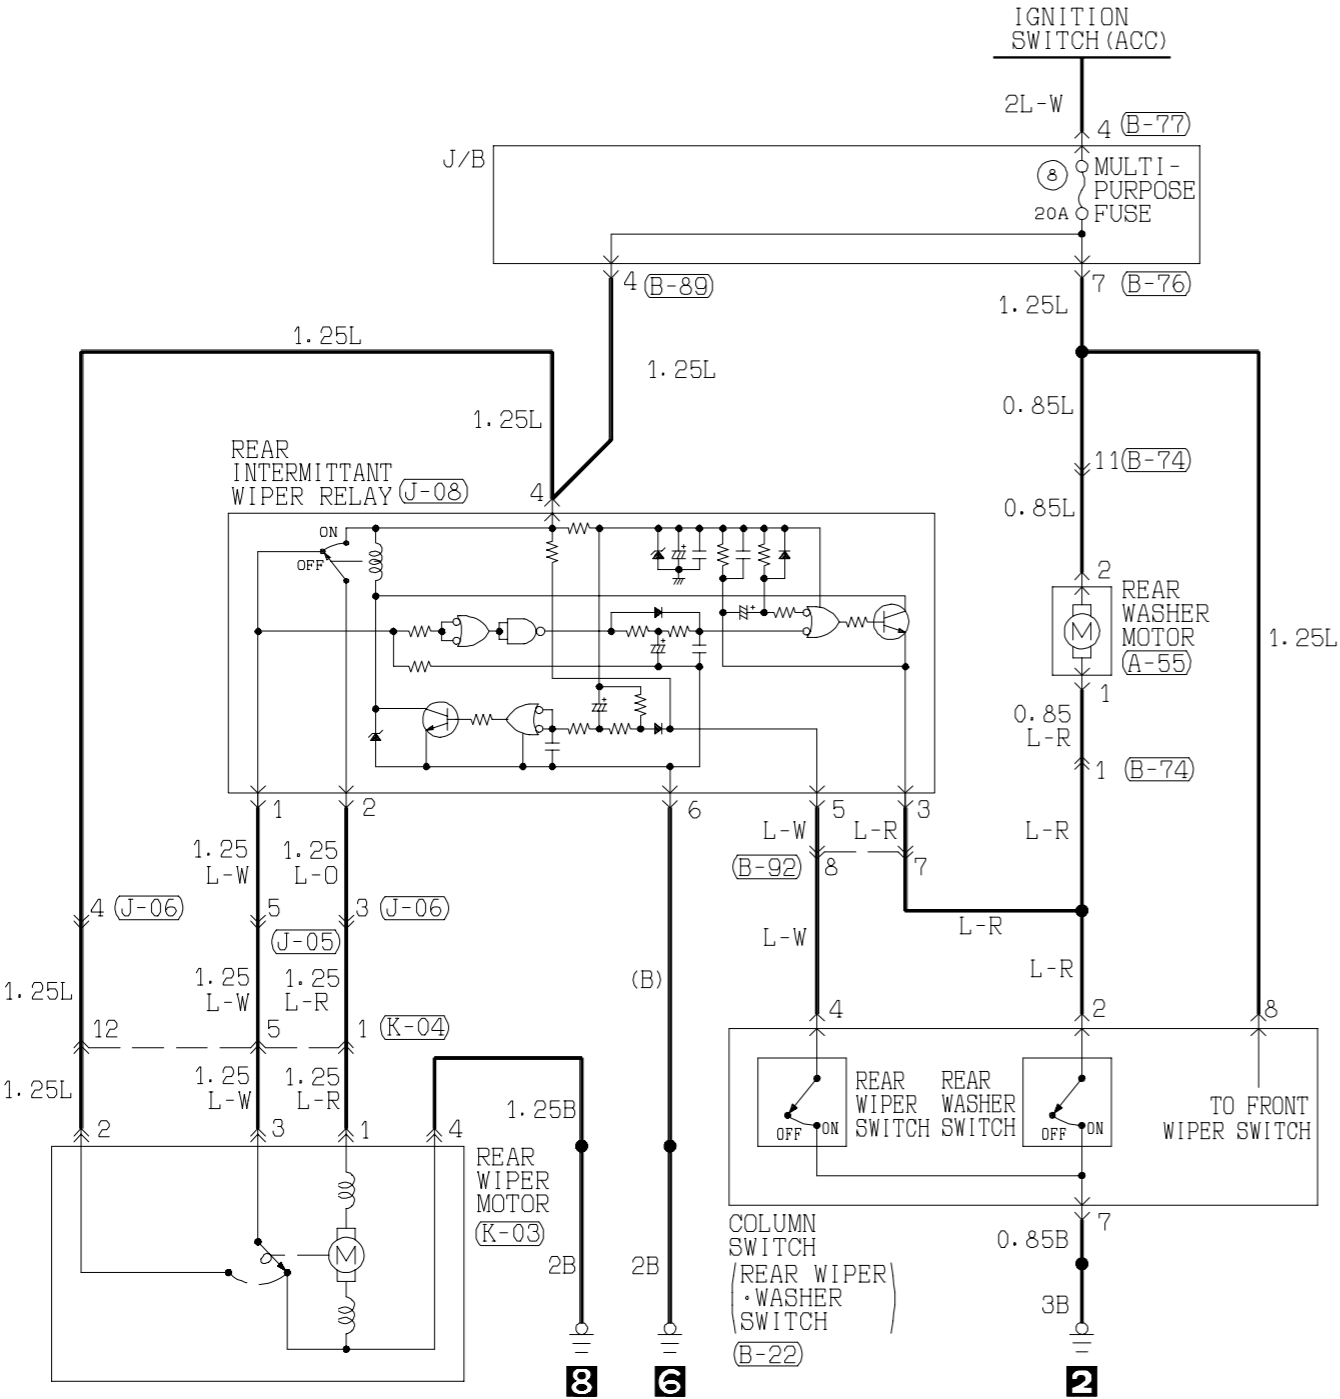 IGNITION
SWITCH(ACC)
2L-W
4 B-77
J/B
8
MULTI-
PURPOSE
20A FUSE
4 B-89
7 B-76
1.25L
1.25L
1.25L
0.85L
1.25L
REAR
INTERMITTANT
WIPER RELAY J-08
4
11 B-74
0.85L
ON
OFF
+
+
+
+
2
REAR
WASHER
MOTOR
A-55
M
1.25L
1
0.85
L-R
1 B-74
1
2
6
5
3
1.25
L-W
1.25
L-O
L-W
L-R
L-R
B-92
8
7
4 J-06
5
3 J-06
J-05
L-W
L-R
L-R
(B)
1.25L
1.25
L-W
1.25
L-R
12
5
1 K-04
4
2
8
1.25L
1.25
L-W
1.25
L-R
1.25B
2
3
1
4
REAR
WIPER
SWITCH
OFF
ON
REAR
WASHER
SWITCH
OFF
ON
TO FRONT
WIPER SWITCH
REAR
WIPER
MOTOR
K-03
M
COLUMN
SWITCH
(REAR WIPER
・WASHER
SWITCH)
B-22
7
0.85B
2B
2B
3B
8
6
2